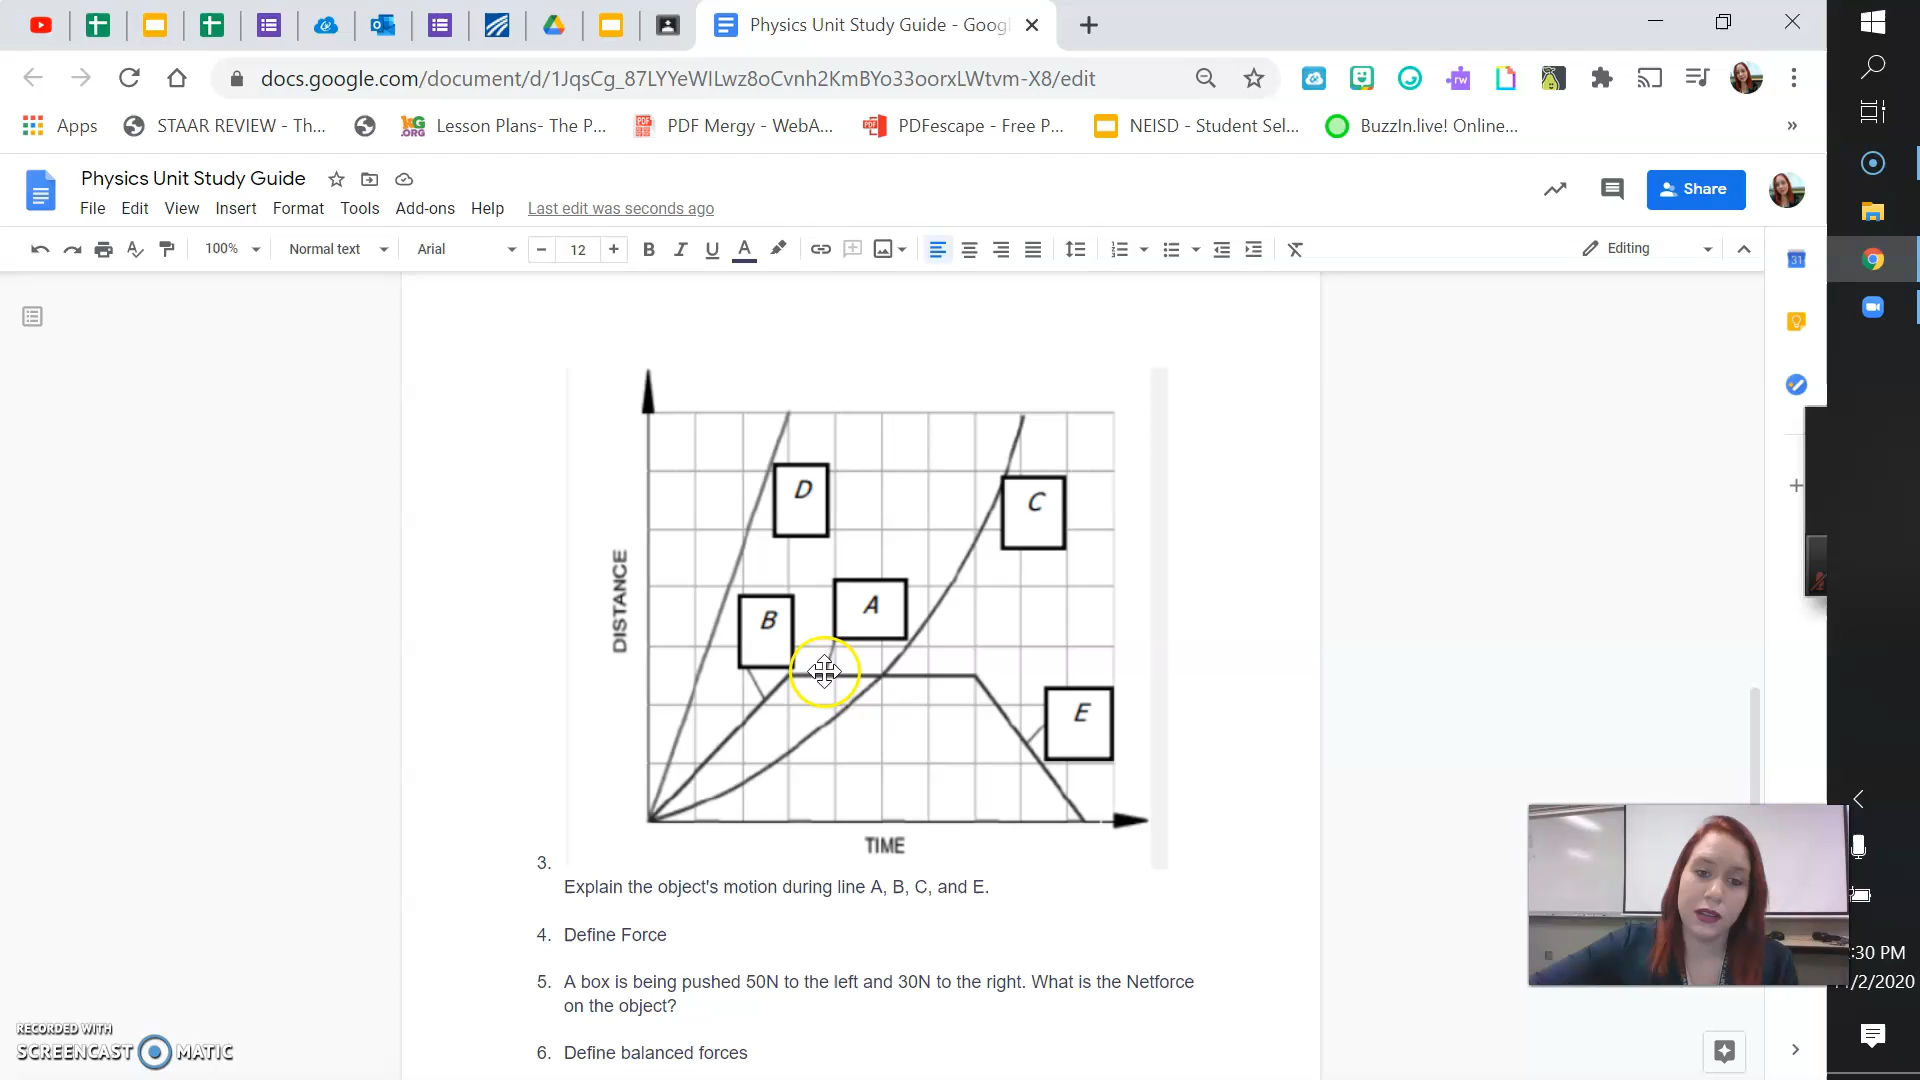 Physics Unit Study Guide - Googl
docs.google.com/document/d/1JqsCg_87LYYeWILwz8oCvnh2KmBYo33oorxLWtvm-X8/edit
Apps
STAAR REVIEW - Th...
KG.ORG
Lesson Plans- The P...
PDF Mergy - WebA...
PDFescape - Free P...
NEISD - Student Sel...
BuzzIn.live! Online...
»
Physics Unit Study Guide
Share
File Edit View Insert Format Tools Add-ons Help Last edit was seconds ago
100% Normal text Arial − 12 + B I U A Editing
31
D
C
A
B
E
DISTANCE
TIME
3.
Explain the object's motion during line A, B, C, and E.
4. Define Force
5. A box is being pushed 50N to the left and 30N to the right. What is the Netforce
on the object?
6. Define balanced forces
:30 PM
/2/2020
RECORDED WITH
SCREENCAST MATIC